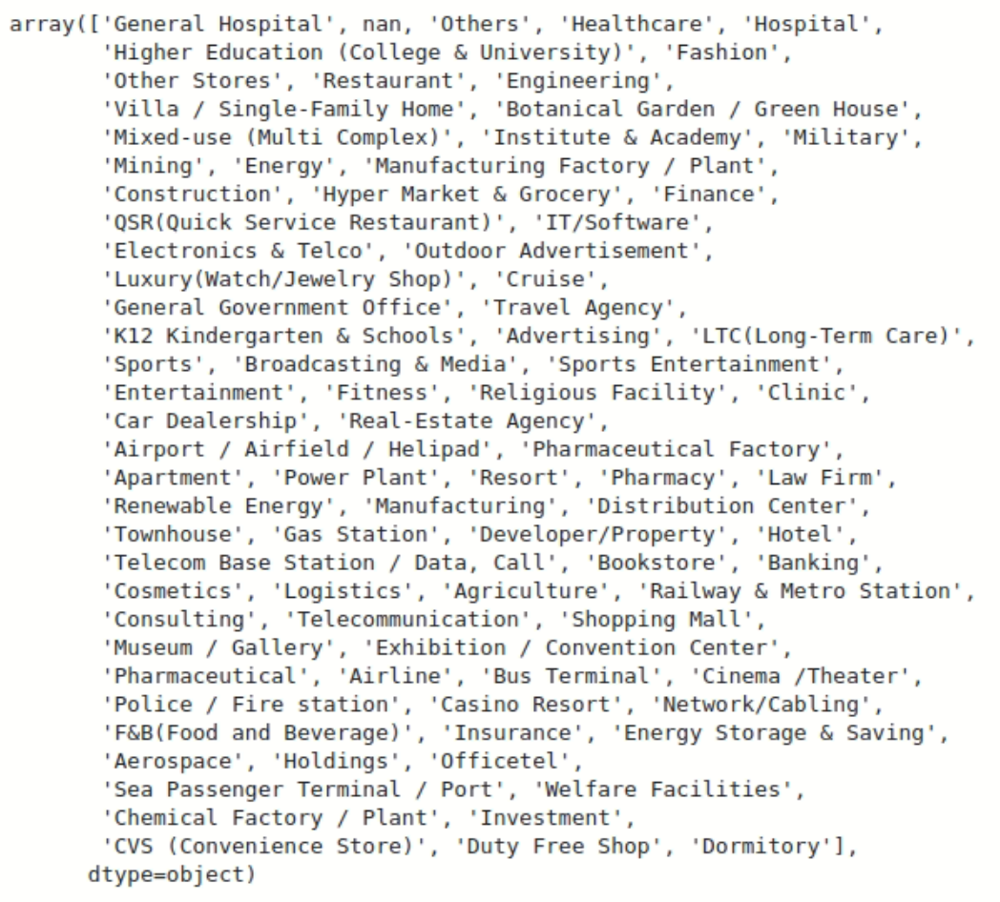 array(['General Hospital', nan, 'Others', 'Healthcare', 'Hospital',
'Higher Education (College & University)', 'Fashion',
'Other Stores', 'Restaurant', 'Engineering',
'Villa / Single-Family Home', 'Botanical Garden / Green House',
'Mixed-use (Multi Complex)', 'Institute & Academy', 'Military',
'Mining', 'Energy', 'Manufacturing Factory / Plant',
'Construction', 'Hyper Market & Grocery', 'Finance',
'QSR(Quick Service Restaurant)', 'IT/Software',
'Electronics & Telco', 'Outdoor Advertisement',
'Luxury(Watch/Jewelry Shop)', 'Cruise',
'General Government Office', 'Travel Agency',
'K12 Kindergarten & Schools', 'Advertising', 'LTC(Long-Term Care)',
'Sports', 'Broadcasting & Media', 'Sports Entertainment',
'Entertainment', 'Fitness', 'Religious Facility', 'Clinic',
'Car Dealership', 'Real-Estate Agency',
'Airport / Airfield / Helipad', 'Pharmaceutical Factory',
'Apartment', 'Power Plant', 'Resort', 'Pharmacy', 'Law Firm',
'Renewable Energy', 'Manufacturing', 'Distribution Center',
'Townhouse', 'Gas Station', 'Developer/Property', 'Hotel',
'Telecom Base Station / Data, Call', 'Bookstore', 'Banking',
'Cosmetics', 'Logistics', 'Agriculture', 'Railway & Metro Station',
'Consulting', 'Telecommunication', 'Shopping Mall',
'Museum / Gallery', 'Exhibition / Convention Center',
'Pharmaceutical', 'Airline', 'Bus Terminal', 'Cinema /Theater',
'Police / Fire station', 'Casino Resort', 'Network/Cabling',
'F&B(Food and Beverage)', 'Insurance', 'Energy Storage & Saving',
'Aerospace', 'Holdings', 'Officetel',
'Sea Passenger Terminal / Port', 'Welfare Facilities',
'Chemical Factory / Plant', 'Investment',
'CVS (Convenience Store)', 'Duty Free Shop', 'Dormitory'],
dtype=object)